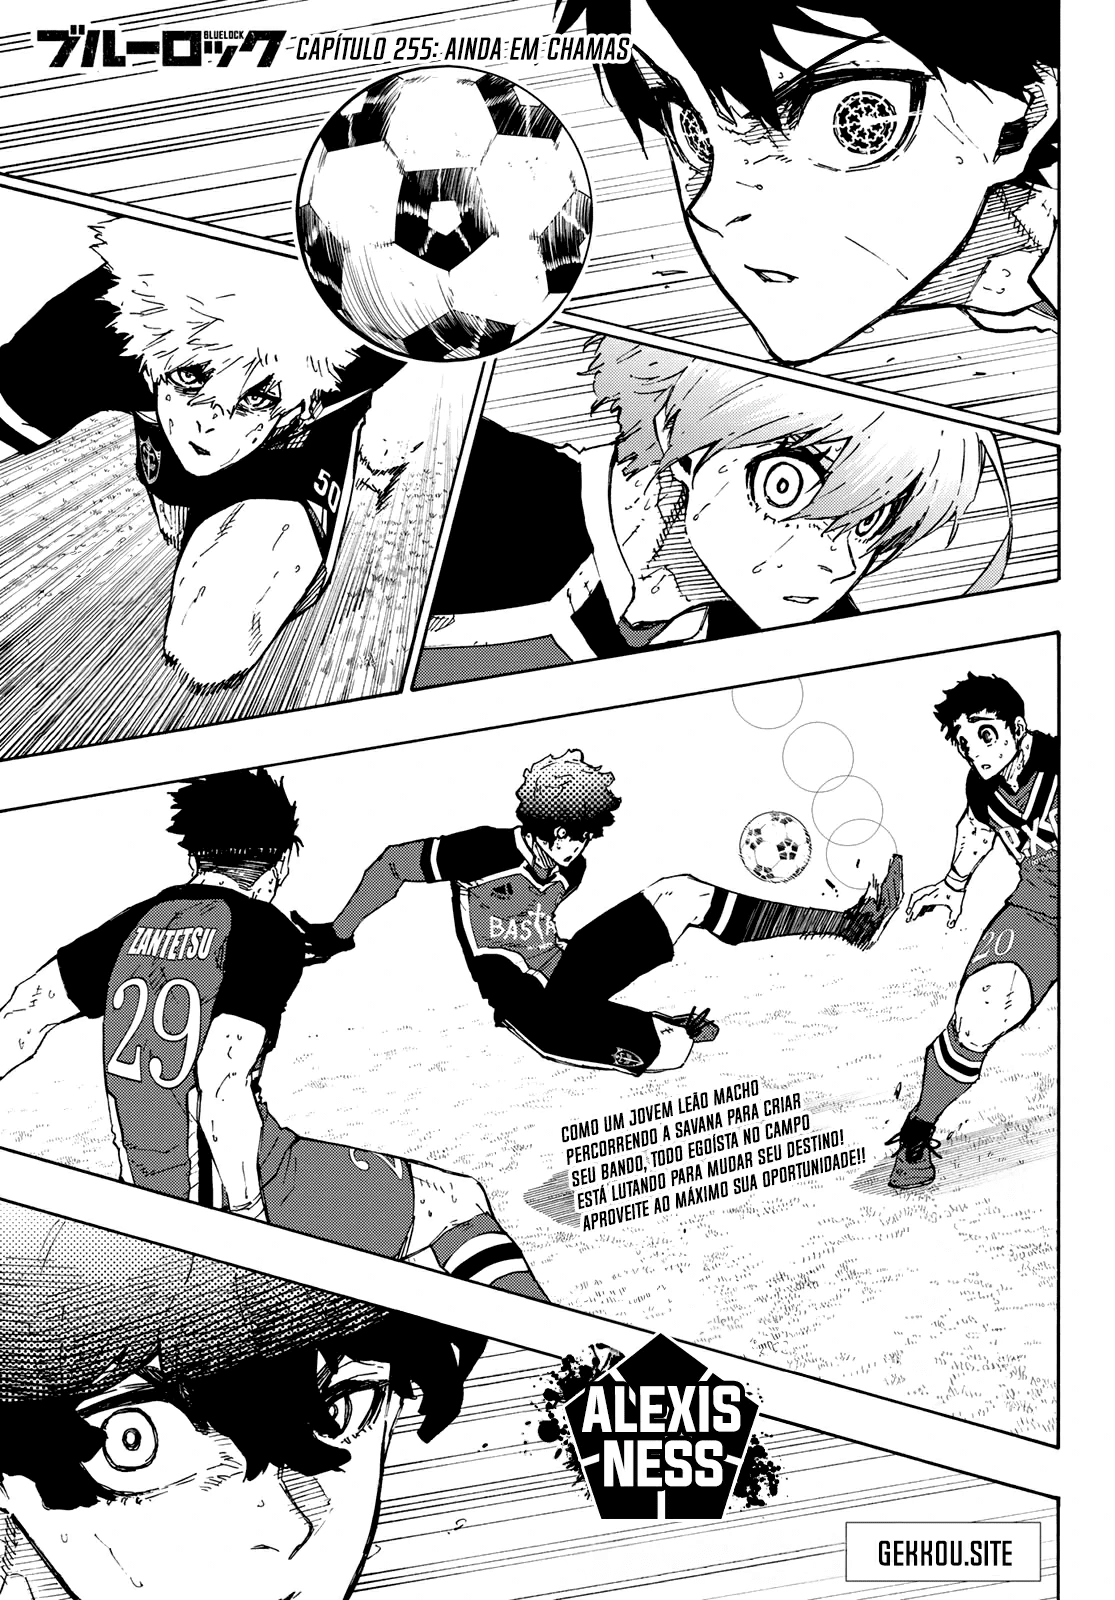 ブルーロック
BLUELOCK
CAPÍTULO 255: AINDA EM CHAMAS
50
ZANTETSU
29
2
BAST
20
COMO UM JOVEM LEÃO MACHO
PERCORRENDO A SAVANA PARA CRIAR
SEU BANDO, TODO EGOÍSTA NO CAMPO
ESTÁ LUTANDO PARA MUDAR SEU DESTINO!
APROVEITE AO MÁXIMO SUA OPORTUNIDADE!!
ALEXIS
NESS
GEKKOU.SITE